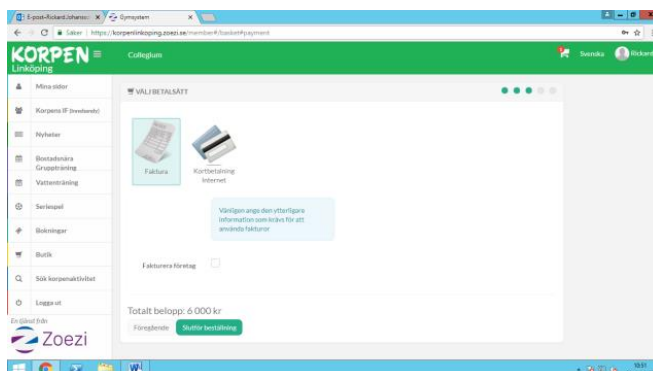 E-post-Rickard.Johansso
Gymsystem
Säker
https://korpenlinkoping.zoezi.se/member#/basket#payment
KORPEN
Linköping
Collegium
Svenska
Rickard
Mina sidor
Korpens IF (Innebandy)
Nyheter
Bostadsnära
Gruppträning
Vattenträning
Seriespel
Bokningar
Butik
Sök korpenaktivitet
Logga ut
En tjänst från
Zoezi
VÄLJ BETALSÄTT
Faktura
Kortbetalning
Internet
Vänligen ange den ytterligare
information som krävs för att
använda fakturor
Fakturera företag
Totalt belopp: 6 000 kr
Föregående
Slutför beställning
10:51